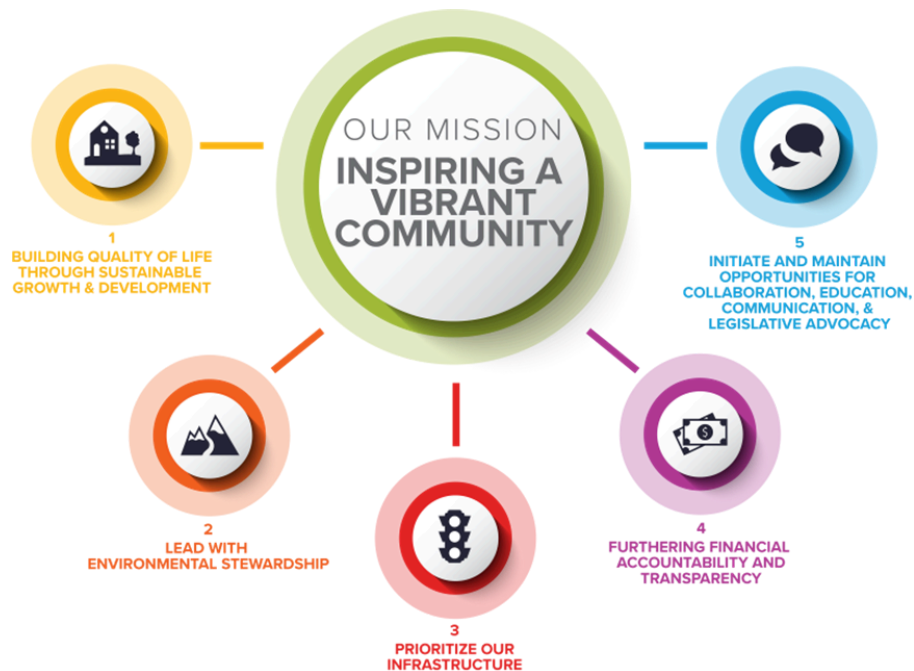 OUR MISSION
INSPIRING A
VIBRANT
COMMUNITY
1
BUILDING QUALITY OF LIFE
THROUGH SUSTAINABLE
GROWTH & DEVELOPMENT
2
LEAD WITH
ENVIRONMENTAL STEWARDSHIP
3
PRIORITIZE OUR
INFRASTRUCTURE
4
FURTHERING FINANCIAL
ACCOUNTABILITY AND
TRANSPARENCY
5
INITIATE AND MAINTAIN
OPPORTUNITIES FOR
COLLABORATION, EDUCATION,
COMMUNICATION, &
LEGISLATIVE ADVOCACY
$